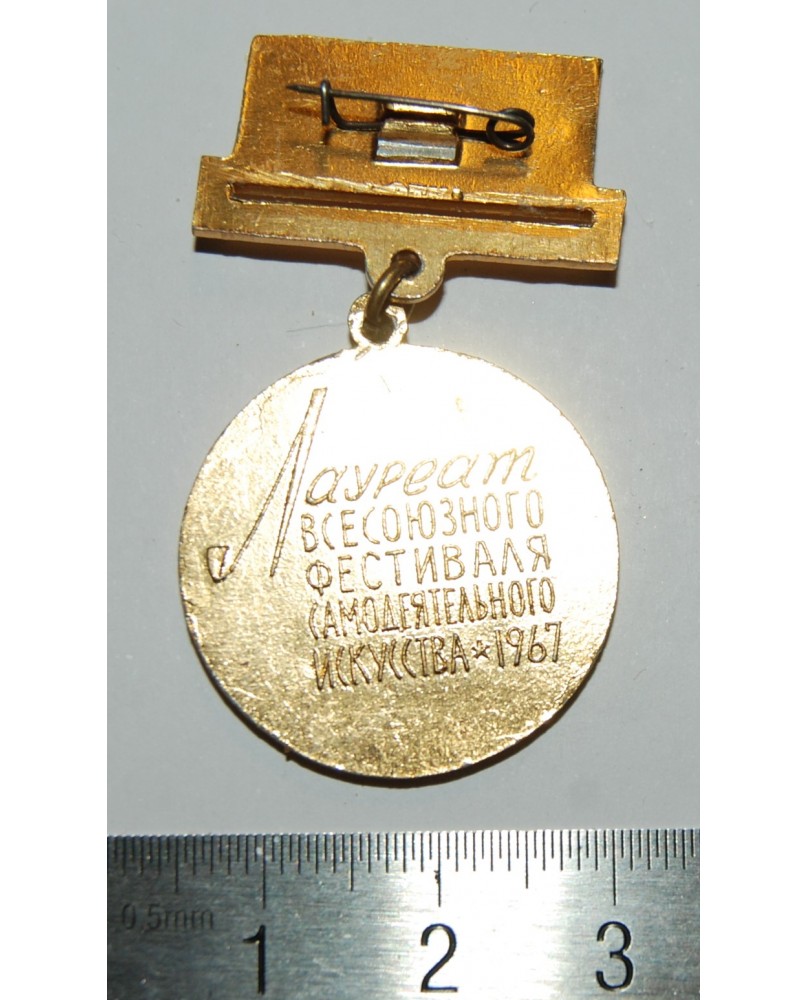 Лауреат
ВСЕСОЮЗНОГО
ФЕСТИВАЛЯ
САМОДЕЯТЕЛЬНОГО
ИСКУССТВА★1967
0,5mm
1 2 3